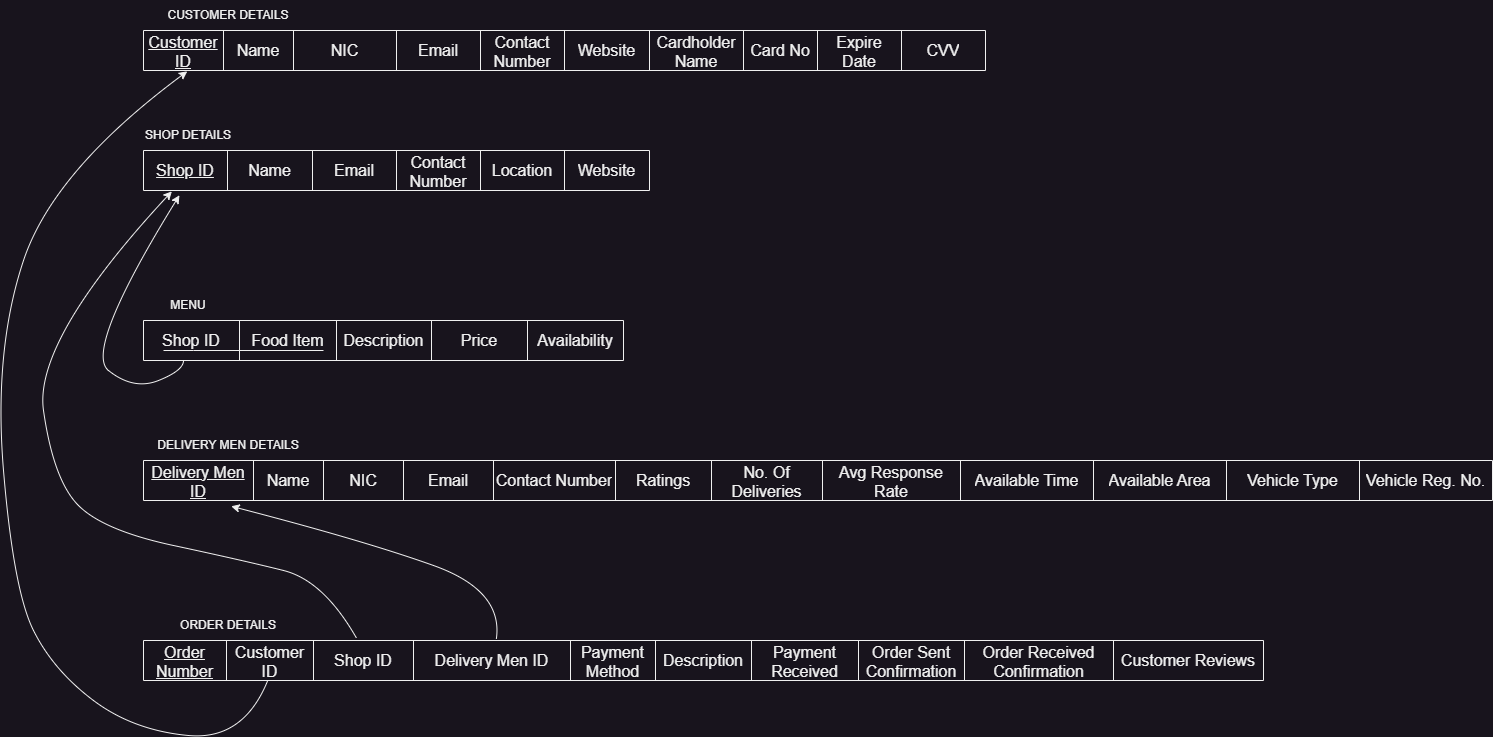 CUSTOMER DETAILS
Customer ID Name NIC Email Contact Number Website Cardholder Name Card No Expire Date CVV
SHOP DETAILS
Shop ID Name Email Contact Number Location Website
MENU
Shop ID Food Item Description Price Availability
DELIVERY MEN DETAILS
Delivery Men ID Name NIC Email Contact Number Ratings No. Of Deliveries Avg Response Rate Available Time Available Area Vehicle Type Vehicle Reg. No.
ORDER DETAILS
Order Number Customer ID Shop ID Delivery Men ID Payment Method Description Payment Received Order Sent Confirmation Order Received Confirmation Customer Reviews